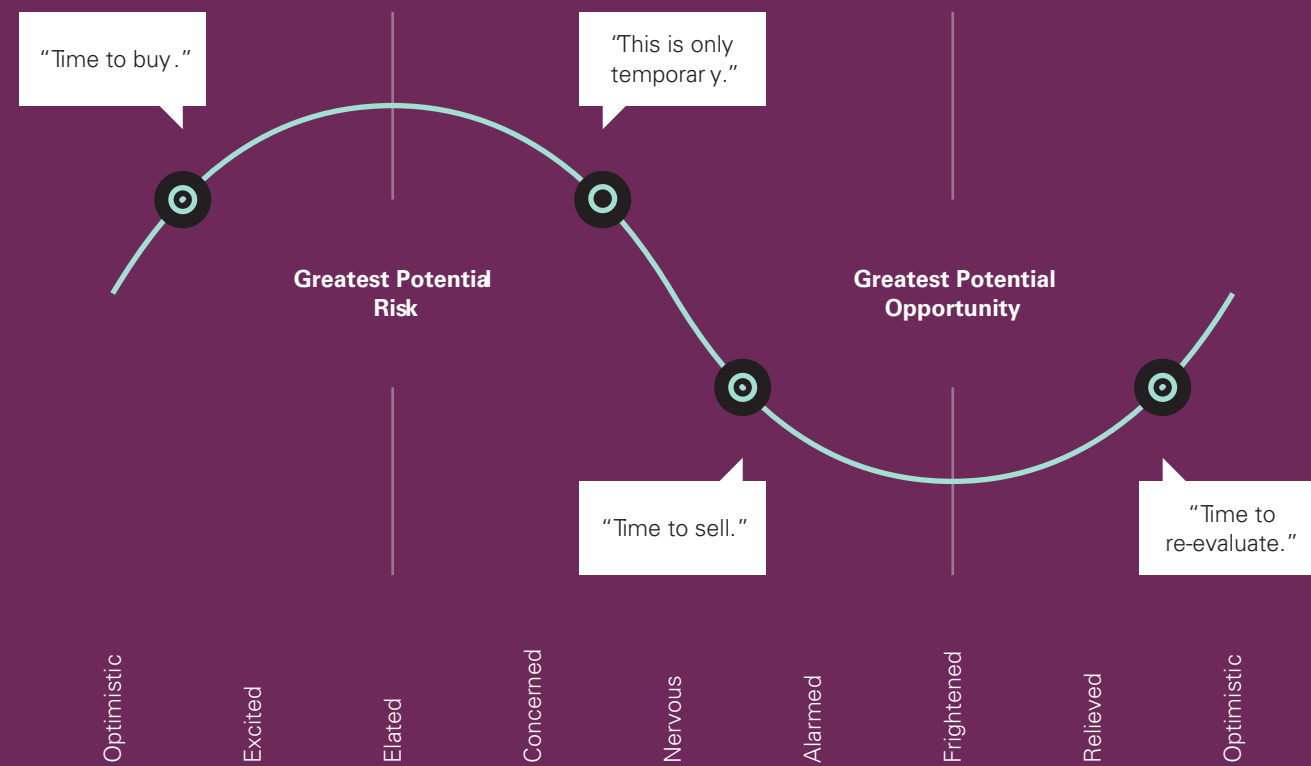 “Time to buy.”
“This is only
temporary.”
Greatest Potential
Risk
Greatest Potential
Opportunity
“Time to sell.”
“Time to
re-evaluate.”
Optimistic
Excited
Elated
Concerned
Nervous
Alarmed
Frightened
Relieved
Optimistic